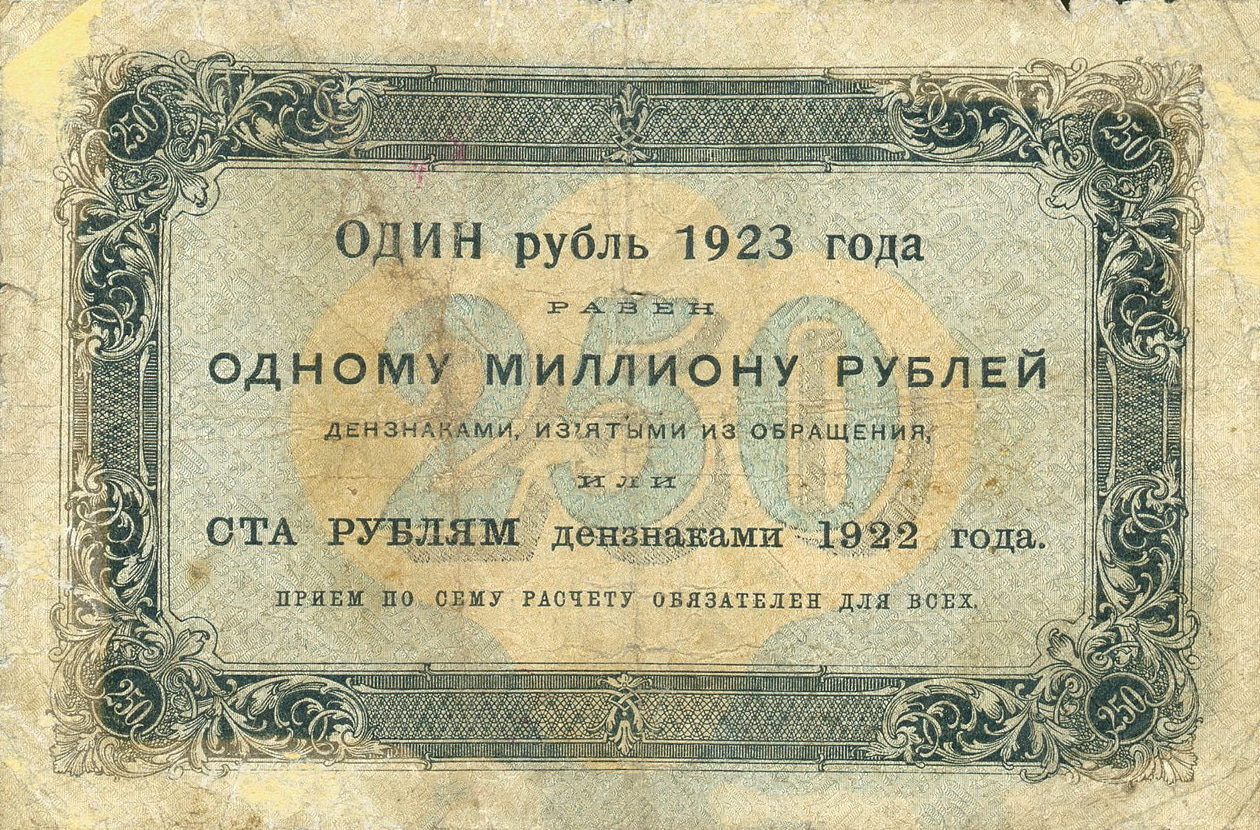 250 250
ОДИН рубль 1923 года
РАВЕН
250
ОДНОМУ МИЛЛИОНУ РУБЛЕЙ
ДЕНЗНАКАМИ, ИЗ'ЯТЫМИ ИЗ ОБРАЩЕНИЯ,
ИЛИ
СТА РУБЛЯМ дензнаками 1922 года.
ПРИЕМ ПО СЕМУ РАСЧЕТУ ОБЯЗАТЕЛЕН ДЛЯ ВСЕХ.
250 250